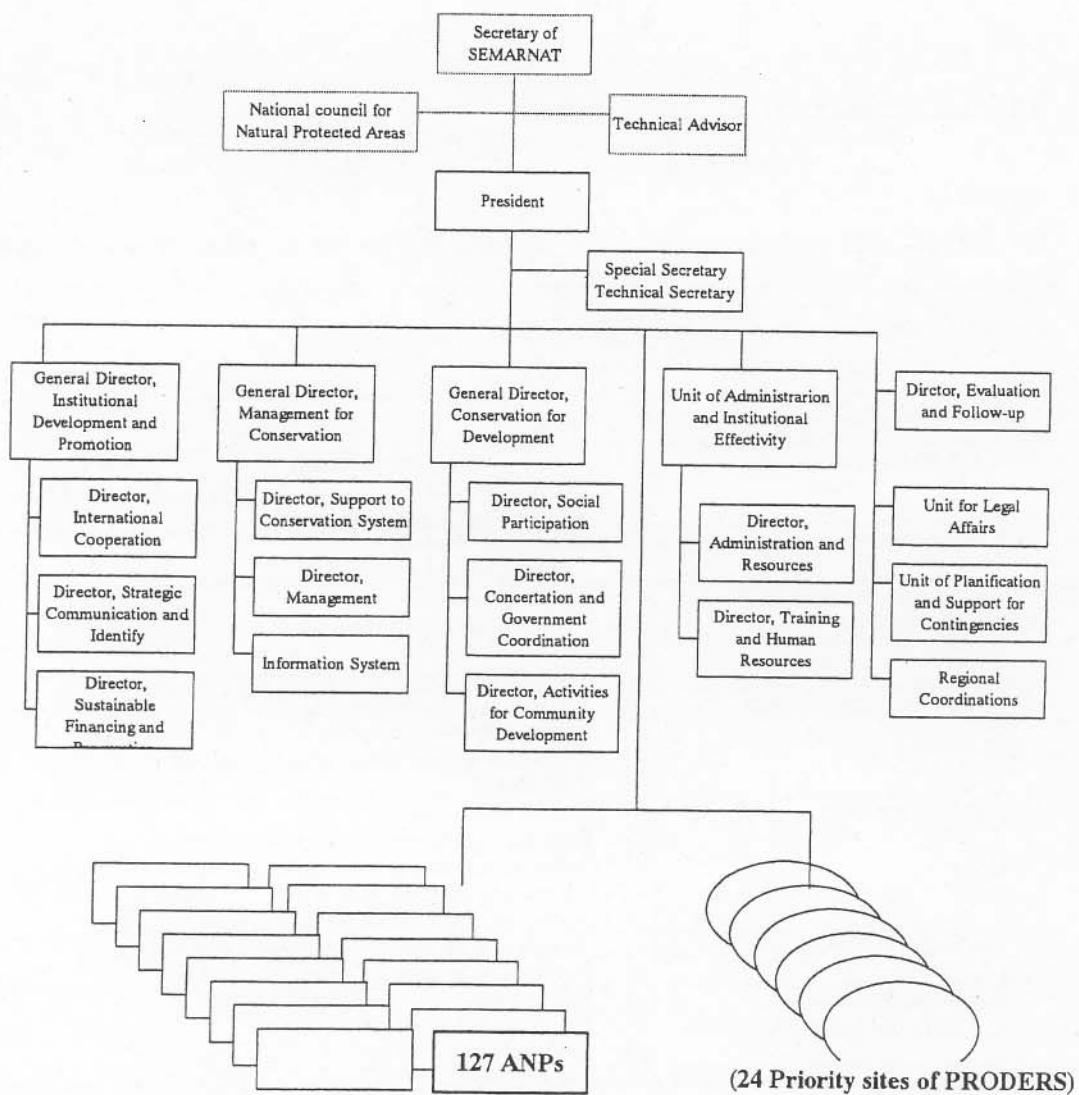 Secretary of
SEMARNAT
National council for
Natural Protected Areas
Technical Advisor
President
Special Secretary
Technical Secretary
General Director,
Institutional
Development and
Promotion
Director,
International
Cooperation
Director, Strategic
Communication and
Identify
Director,
Sustainable
Financing and
General Director,
Management for
Conservation
Director, Support to
Conservation System
Director,
Management
Information System
General Director,
Conservation for
Development
Director, Social
Participation
Director,
Concertation and
Government
Coordination
Director, Activities
for Community
Development
Unit of Administrarion
and Institutional
Effectivity
Director,
Administration and
Resources
Director, Training
and Human
Resources
Dirctor, Evaluation
and Follow-up
Unit for Legal
Affairs
Unit of Planification
and Support for
Contingencies
Regional
Coordinations
127 ANPs
(24 Priority sites of PRODERS)